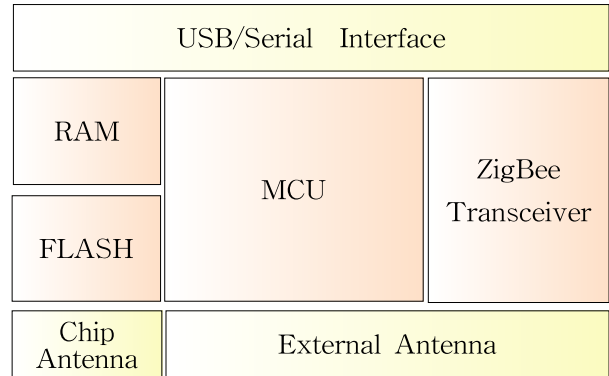 USB/Serial Interface
RAM
MCU
ZigBee
Transceiver
FLASH
Chip
Antenna
External Antenna